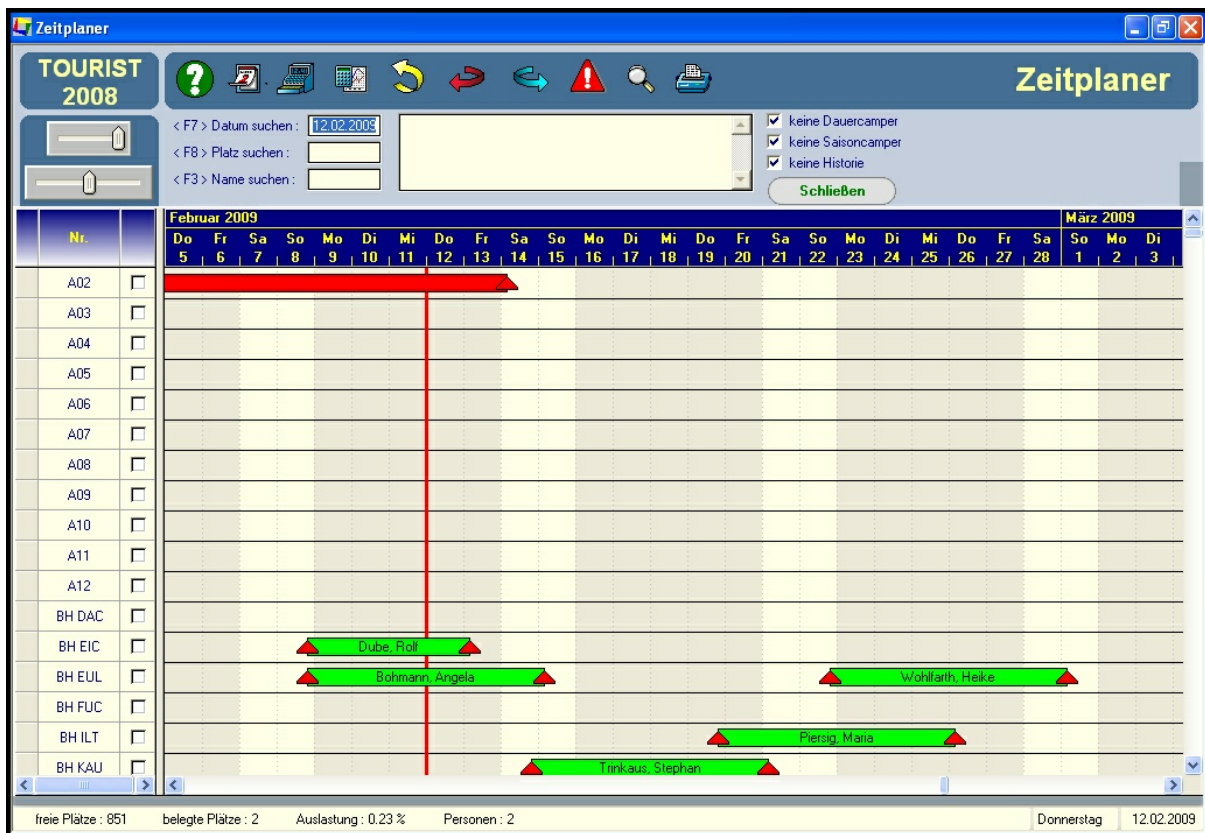 Zeitplaner
TOURIST
2008
Zeitplaner
< F7 > Datum suchen : 12.02.2009
< F8 > Platz suchen :
< F3 > Name suchen :
keine Dauercamper
keine Saisoncamper
keine Historie
Schließen
Nr.
Februar 2009 März 2009
Do Fr Sa So Mo Di Mi Do Fr Sa So Mo Di Mi Do Fr Sa So Mo Di Mi Do Fr Sa So Mo Di
5 6 7 8 9 10 11 12 13 14 15 16 17 18 19 20 21 22 23 24 25 26 27 28 1 2 3
A02
A03
A04
A05
A06
A07
A08
A09
A10
A11
A12
BH DAC
BH EIC Dube, Rolf
BH EUL Bohmann, Angela Wohlfarth, Heike
BH FUC
BH ILT Piersig, Maria
BH KAU Trinkaus, Stephan
freie Plätze : 851 belegte Plätze : 2 Auslastung : 0.23 % Personen : 2 Donnerstag 12.02.2009